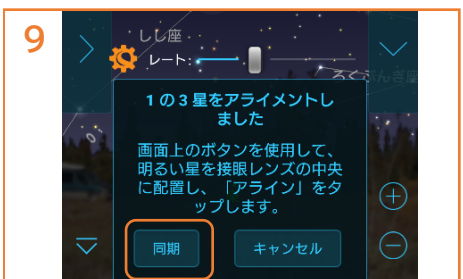 9
しし座
レート:
ろくぶんぎ座
1 の 3 星をアライメントし
ました
画面上のボタンを使用して、
明るい星を接眼レンズの中央
に配置し、「アライン」をタ
ップします。
同期
キャンセル